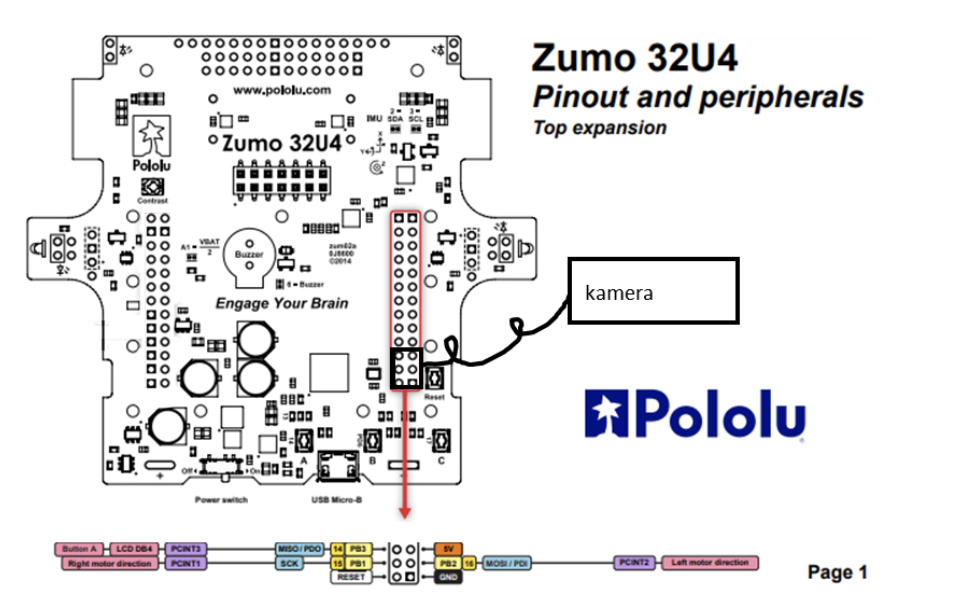 Zumo 32U4
Pinout and peripherals
Top expansion
www.pololu.com
IMU
2 = SDA
3 = SCL
X
Y
Z
Zumo 32U4
Pololu
Contrast
A1 = VBAT
2
Buzzer
zum02a
0J8600
©2014
6 = Buzzer
Engage Your Brain
kamera
Reset
Pololu
14
A
PD5
B
17
C
+
Off
On
Power switch
USB Micro-B
Button A LCD DB4 PCINT3 MISO / PDO 14 PB3 5V
Right motor direction PCINT1 SCK 15 PB1 PB2 16 MOSI / PDI PCINT2 Left motor direction
RESET GND
Page 1